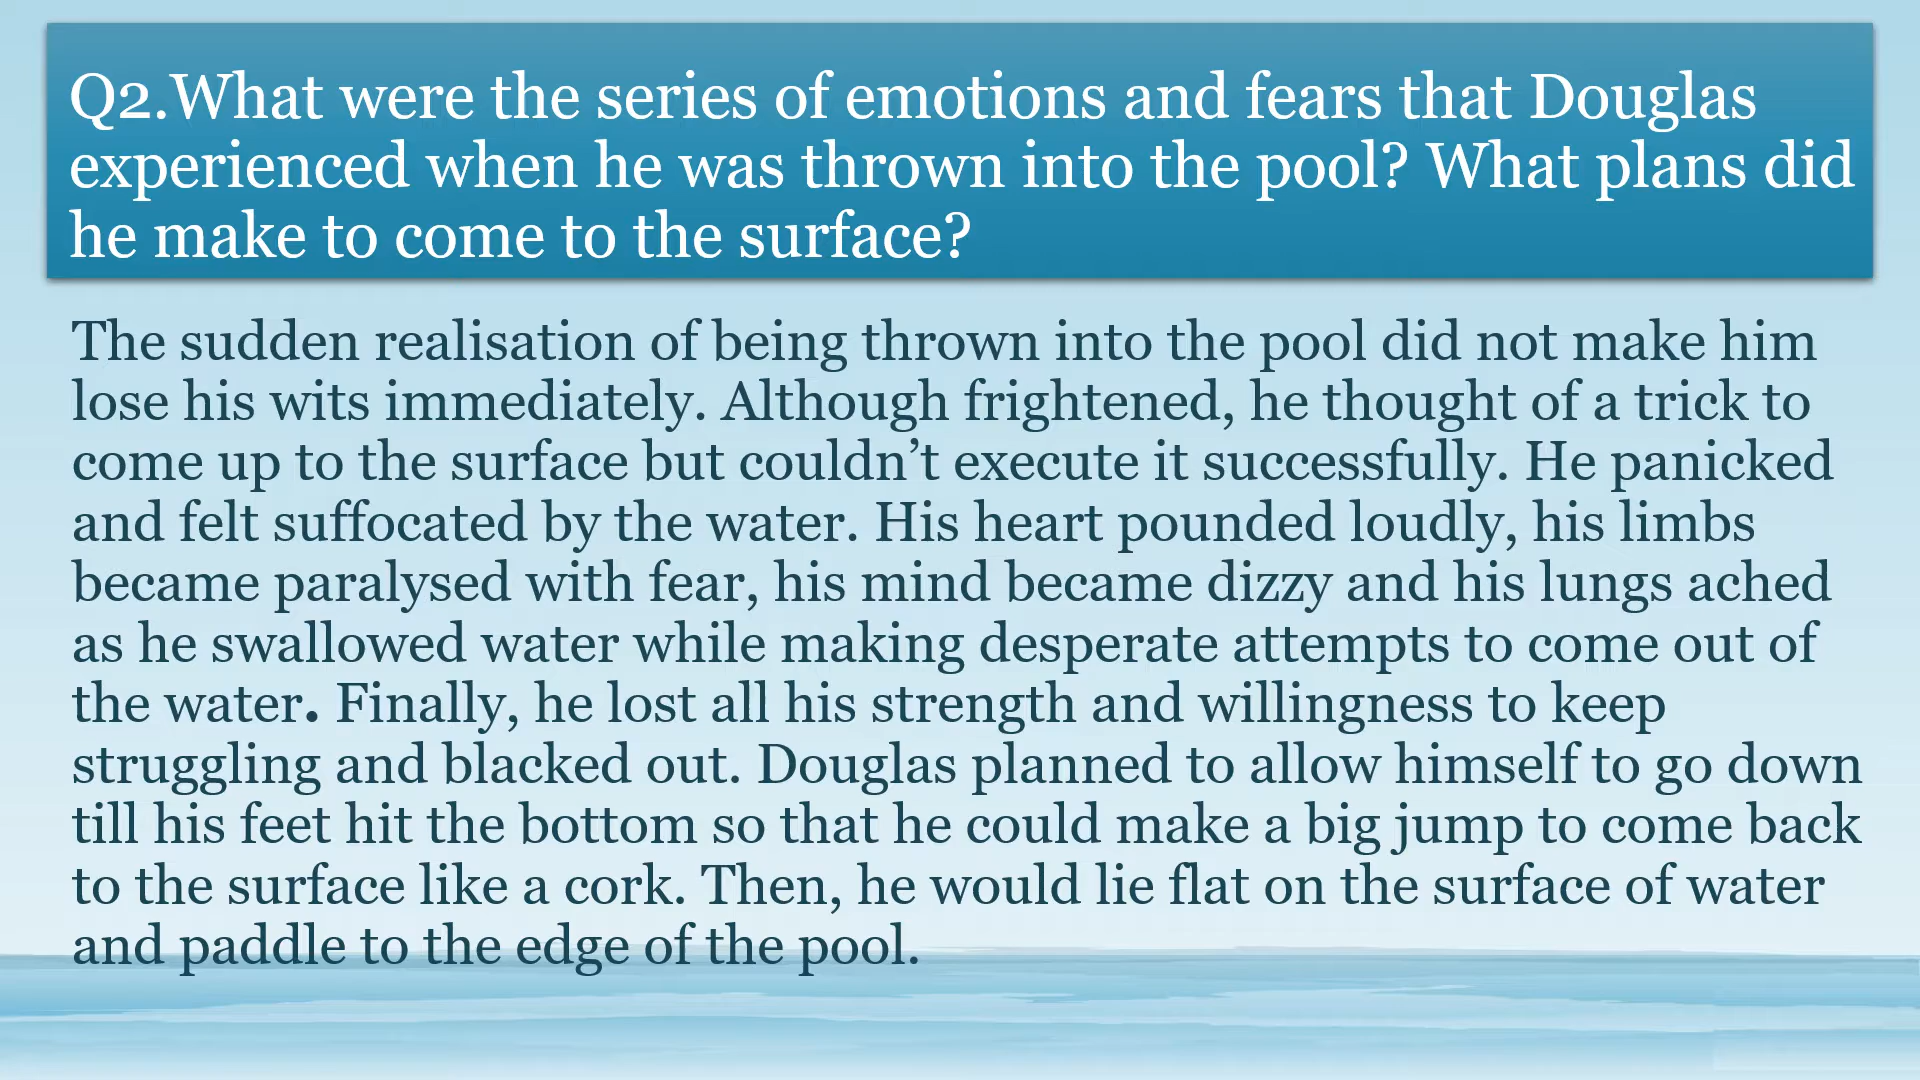 Q2.What were the series of emotions and fears that Douglas
experienced when he was thrown into the pool? What plans did
he make to come to the surface?
The sudden realisation of being thrown into the pool did not make him
lose his wits immediately. Although frightened, he thought of a trick to
come up to the surface but couldn’t execute it successfully. He panicked
and felt suffocated by the water. His heart pounded loudly, his limbs
became paralysed with fear, his mind became dizzy and his lungs ached
as he swallowed water while making desperate attempts to come out of
the water. Finally, he lost all his strength and willingness to keep
struggling and blacked out. Douglas planned to allow himself to go down
till his feet hit the bottom so that he could make a big jump to come back
to the surface like a cork. Then, he would lie flat on the surface of water
and paddle to the edge of the pool.